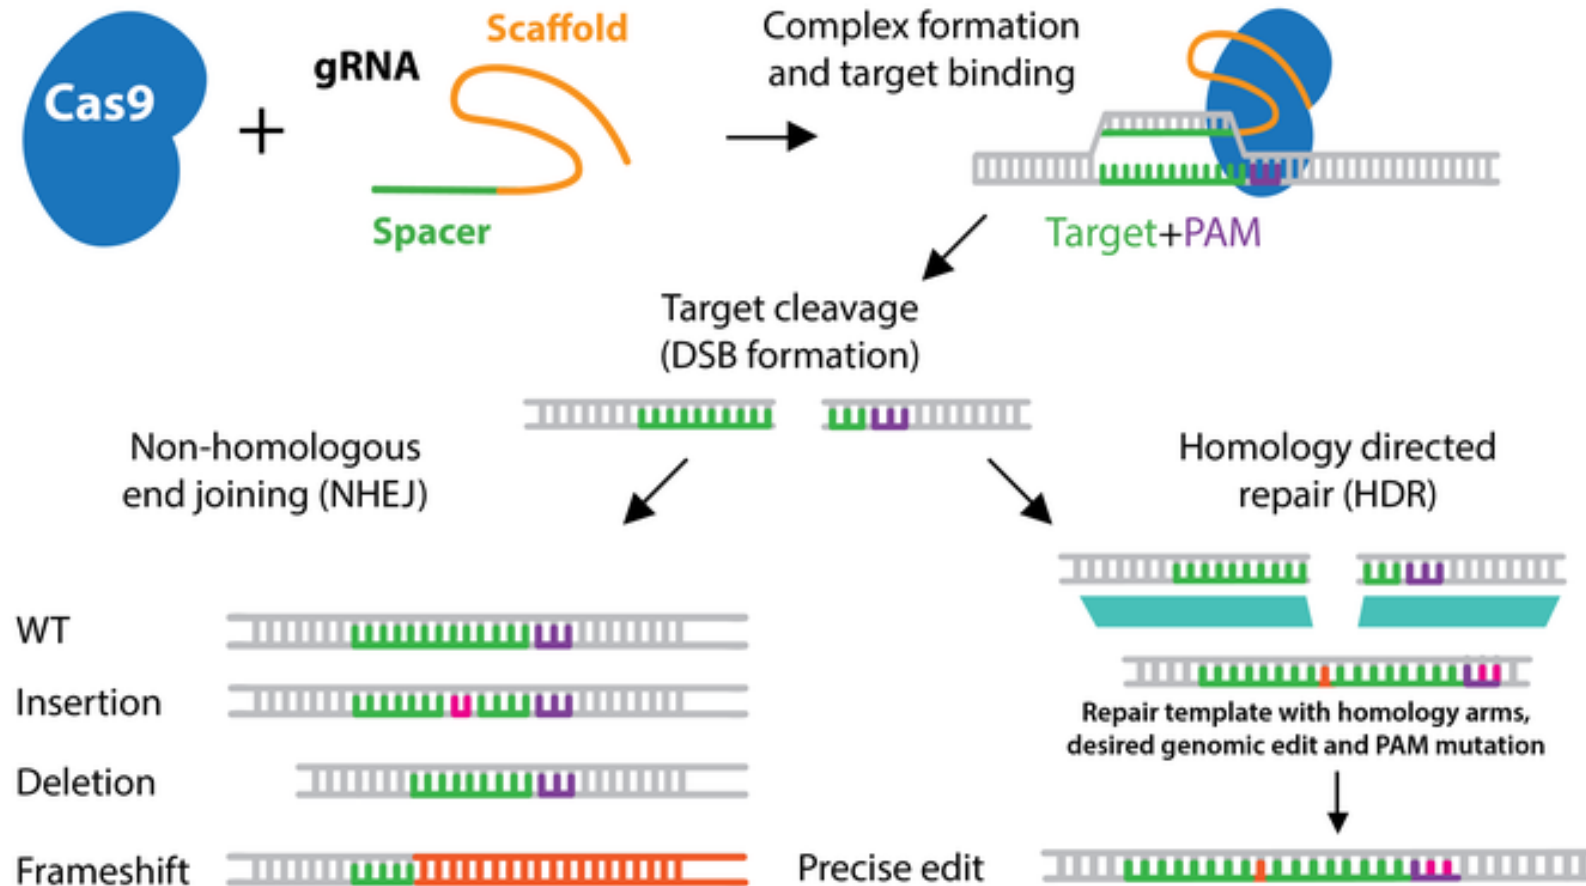 Cas9
+
gRNA
Scaffold
Spacer
Complex formation
and target binding
Target+PAM
Target cleavage
(DSB formation)
Non-homologous
end joining (NHEJ)
WT
Insertion
Deletion
Frameshift
Homology directed
repair (HDR)
Repair template with homology arms,
desired genomic edit and PAM mutation
Precise edit